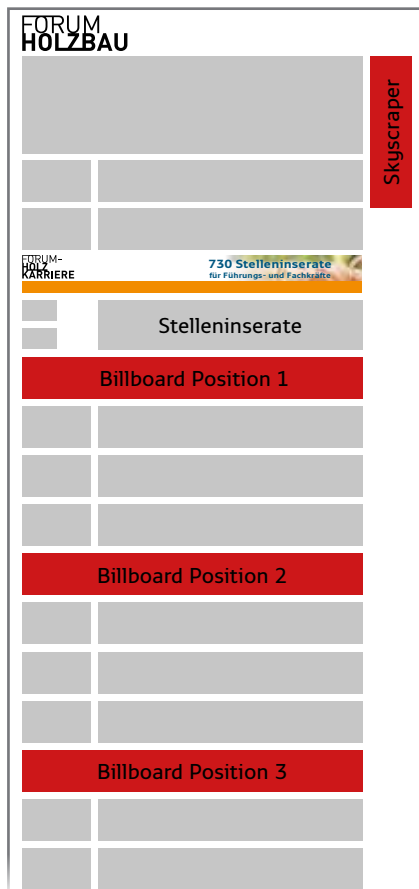 FORUM
HOLZBAU
Skyscraper
FORUM-
HOLZ
KARRIERE
730 Stelleninserate
für Führungs- und Fachkräfte
Stelleninserate
Billboard Position 1
Billboard Position 2
Billboard Position 3